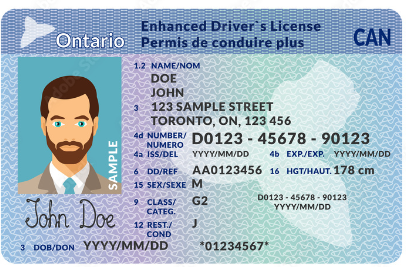 Ontario
Enhanced Driver's License
Permis de conduire plus
CAN
1.2 NAME/NOM
DOE
JOHN
3 123 SAMPLE STREET
TORONTO, ON, 123 456
4d NUMBER/NUMERO D0123 - 45678 - 90123
4a ISS/DEL YYYY/MM/DD 4b EXP./EXP. YYYY/MM/DD
6 DD/REF AA0123456 16 HGT/HAUT. 178 cm
15 SEX/SEXE M
9 CLASS/CATEG. G2
D0123 - 45678 - 90123
YYYY/MM/DD
12 REST./COND J
SAMPLE
John Doe
3 DOB/DON YYYY/MM/DD *01234567*